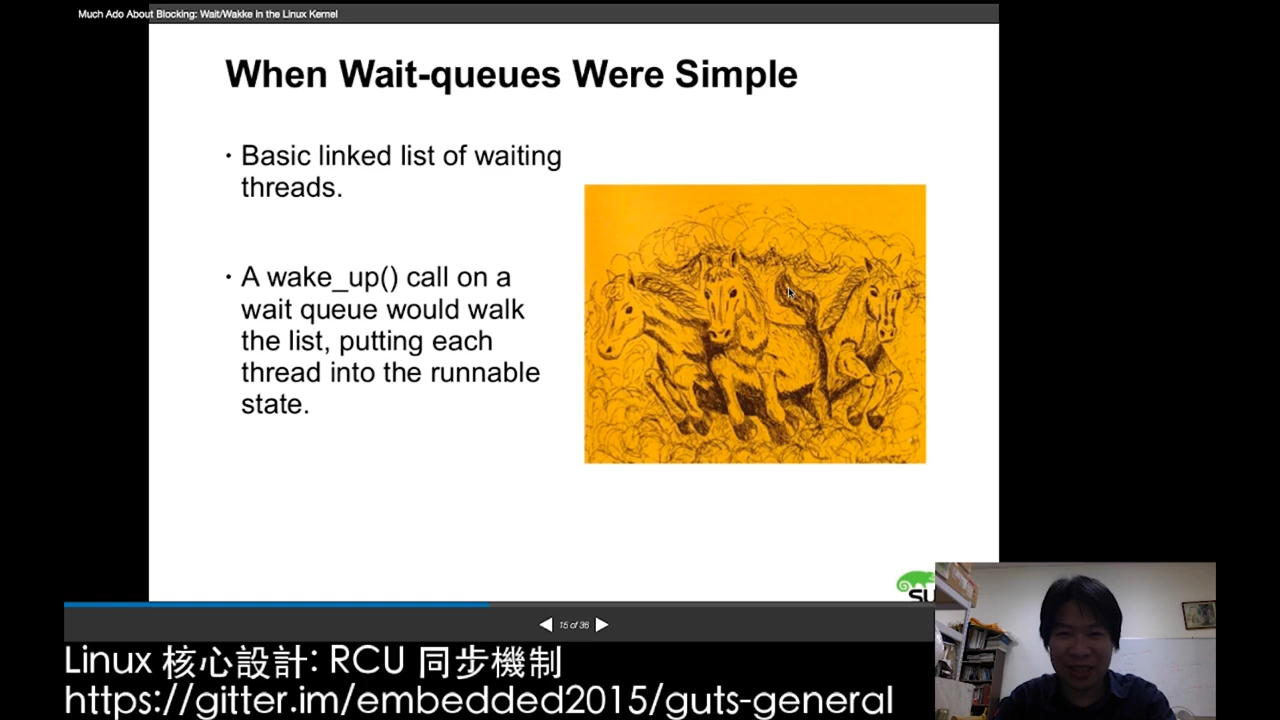 Much Ado About Blocking: Wait/Wakke in the Linux Kernel
When Wait-queues Were Simple
· Basic linked list of waiting
threads.
· A wake_up() call on a
wait queue would walk
the list, putting each
thread into the runnable
state.
SU
15 of 36
Linux 核心設計: RCU 同步機制
https://gitter.im/embedded2015/guts-general